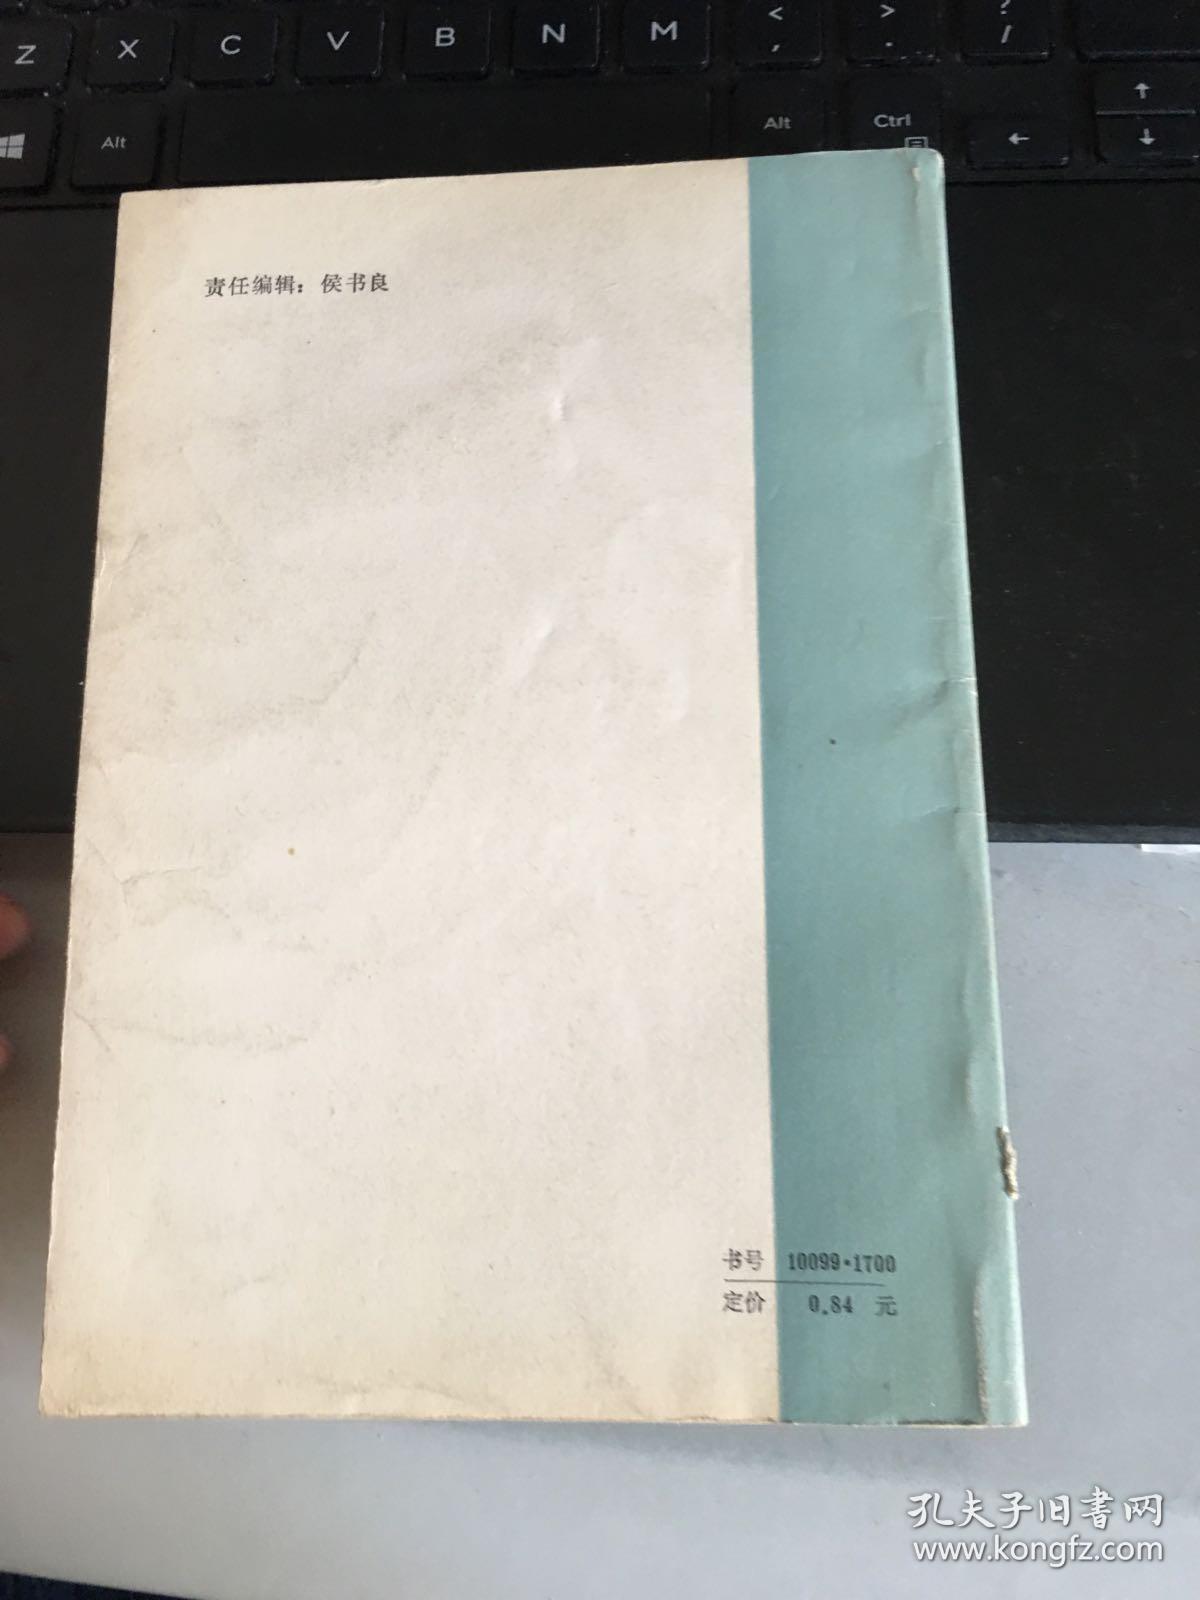 Z X C V B N M < , > . ? /
Alt Alt Ctrl ← ↑ ↓
责任编辑：侯书良
书号 10099·1700
定价 0.84 元
孔夫子旧书网
www.kongfz.com